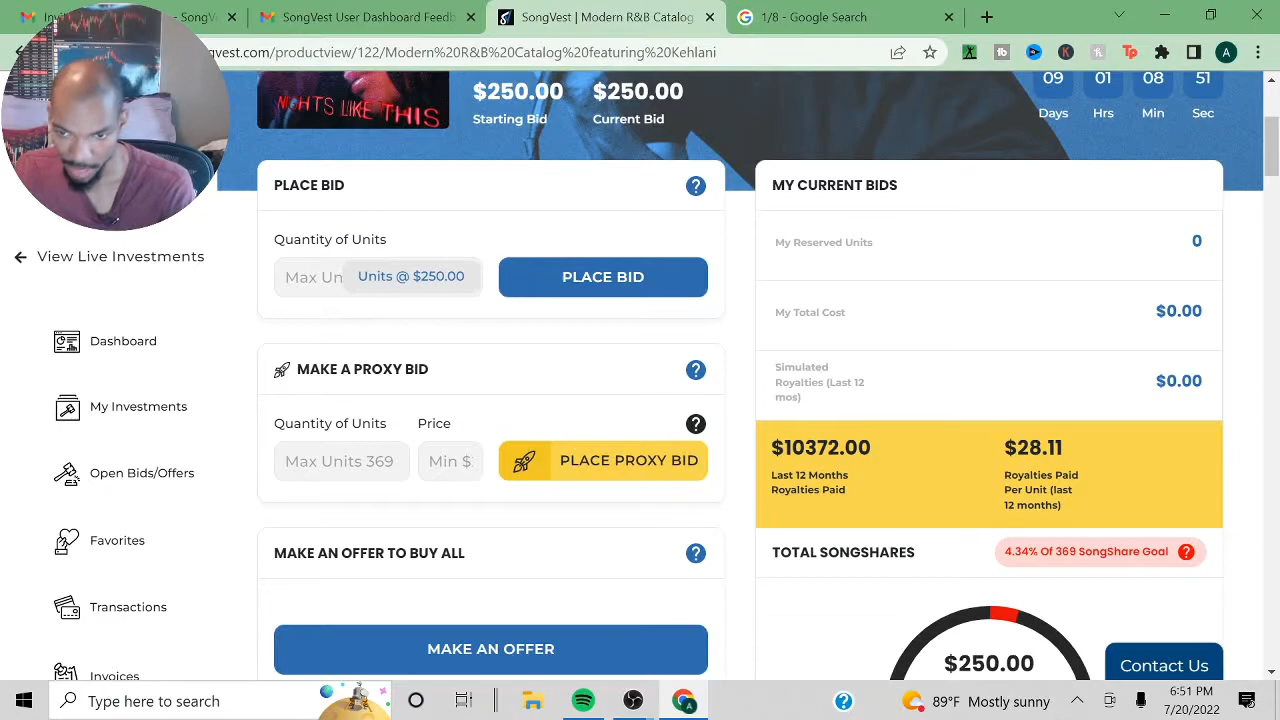 SongV
New User Dashboard Feedb
SongVest | Modern R&B Catalog
1/8 - Google Search
vest.com/productview/122/Modern%20R&B%20Catalog%20featuring%20Kehlani
A
NIGHTS LIKE THIS
$250.00 $250.00
Starting Bid Current Bid
09 01 08 51
Days Hrs Min Sec
View Live Investments
Dashboard
My Investments
Open Bids/Offers
Favorites
Transactions
Invoices
PLACE BID
Quantity of Units
Max Un Units @ $250.00 PLACE BID
MAKE A PROXY BID
Quantity of Units Price
Max Units 369 Min $ PLACE PROXY BID
MAKE AN OFFER TO BUY ALL
MAKE AN OFFER
MY CURRENT BIDS
My Reserved Units 0
My Total Cost $0.00
Simulated
Royalties (Last 12
mos)
$0.00
$10372.00 $28.11
Last 12 Months
Royalties Paid
Royalties Paid
Per Unit (last
12 months)
TOTAL SONGSHARES 4.34% Of 369 SongShare Goal
$250.00
Contact Us
Type here to search
89°F Mostly sunny
6:51 PM
7/20/2022